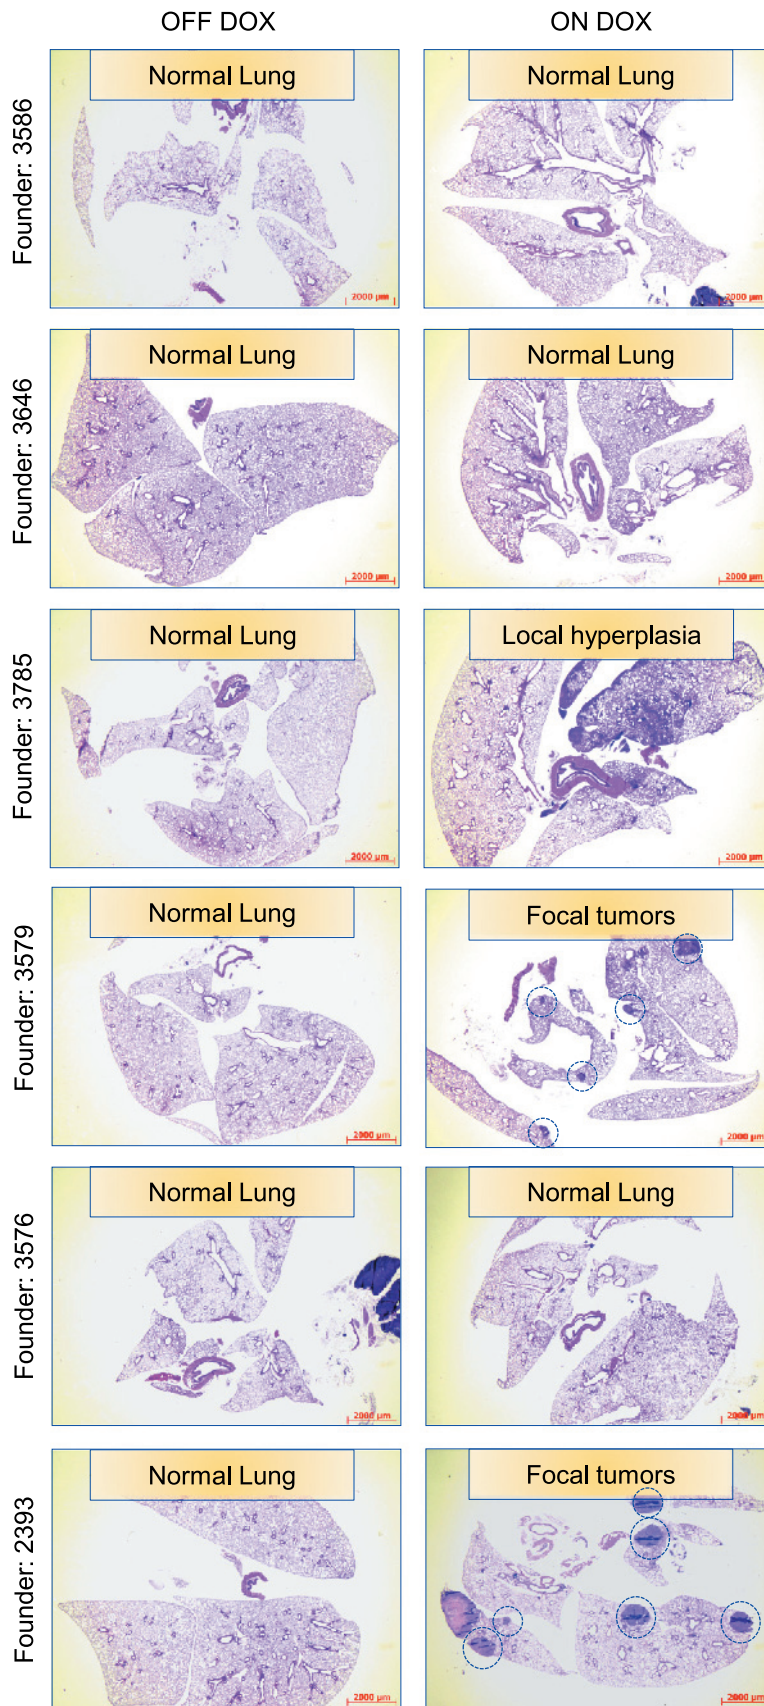 OFF DOX
ON DOX
Founder: 3586
Normal Lung
Normal Lung
2000 µm
2000 µm
Founder: 3646
Normal Lung
Normal Lung
2000 µm
2000 µm
Founder: 3785
Normal Lung
Local hyperplasia
2000 µm
2000 µm
Founder: 3579
Normal Lung
Focal tumors
2000 µm
2000 µm
Founder: 3576
Normal Lung
Normal Lung
2000 µm
2000 µm
Founder: 2393
Normal Lung
Focal tumors
2000 µm
2000 µm